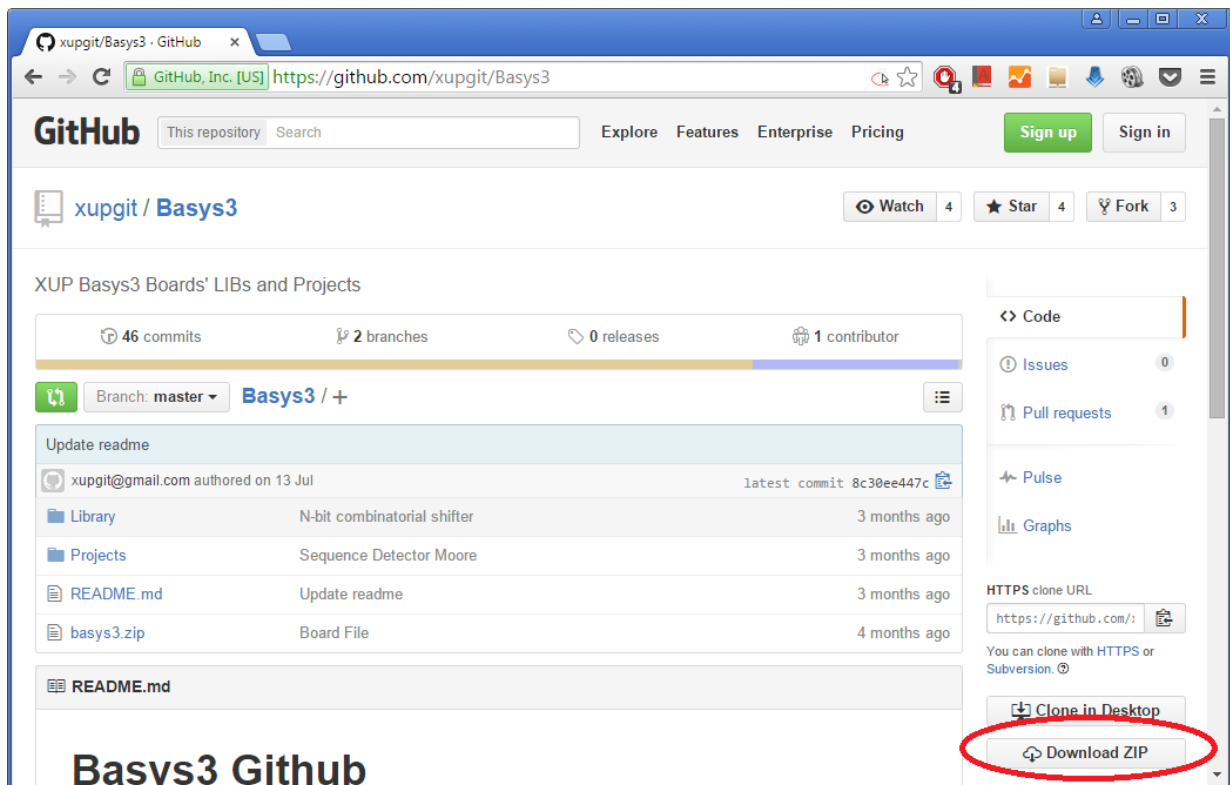 xupgit/Basys3 · GitHub
GitHub, Inc. [US] https://github.com/xupgit/Basys3
4
GitHub This repository Search Explore Features Enterprise Pricing Sign up Sign in
xupgit / Basys3 Watch 4 Star 4 Fork 3
XUP Basys3 Boards' LIBs and Projects
46 commits 2 branches 0 releases 1 contributor
Branch: master Basys3 / +
Update readme
xupgit@gmail.com authored on 13 Jul latest commit 8c30ee447c
Library N-bit combinatorial shifter 3 months ago
Projects Sequence Detector Moore 3 months ago
README.md Update readme 3 months ago
basys3.zip Board File 4 months ago
README.md
Basys3 Github
<> Code
Issues 0
Pull requests 1
Pulse
Graphs
HTTPS clone URL
https://github.com/
You can clone with HTTPS or
Subversion.
Clone in Desktop
Download ZIP